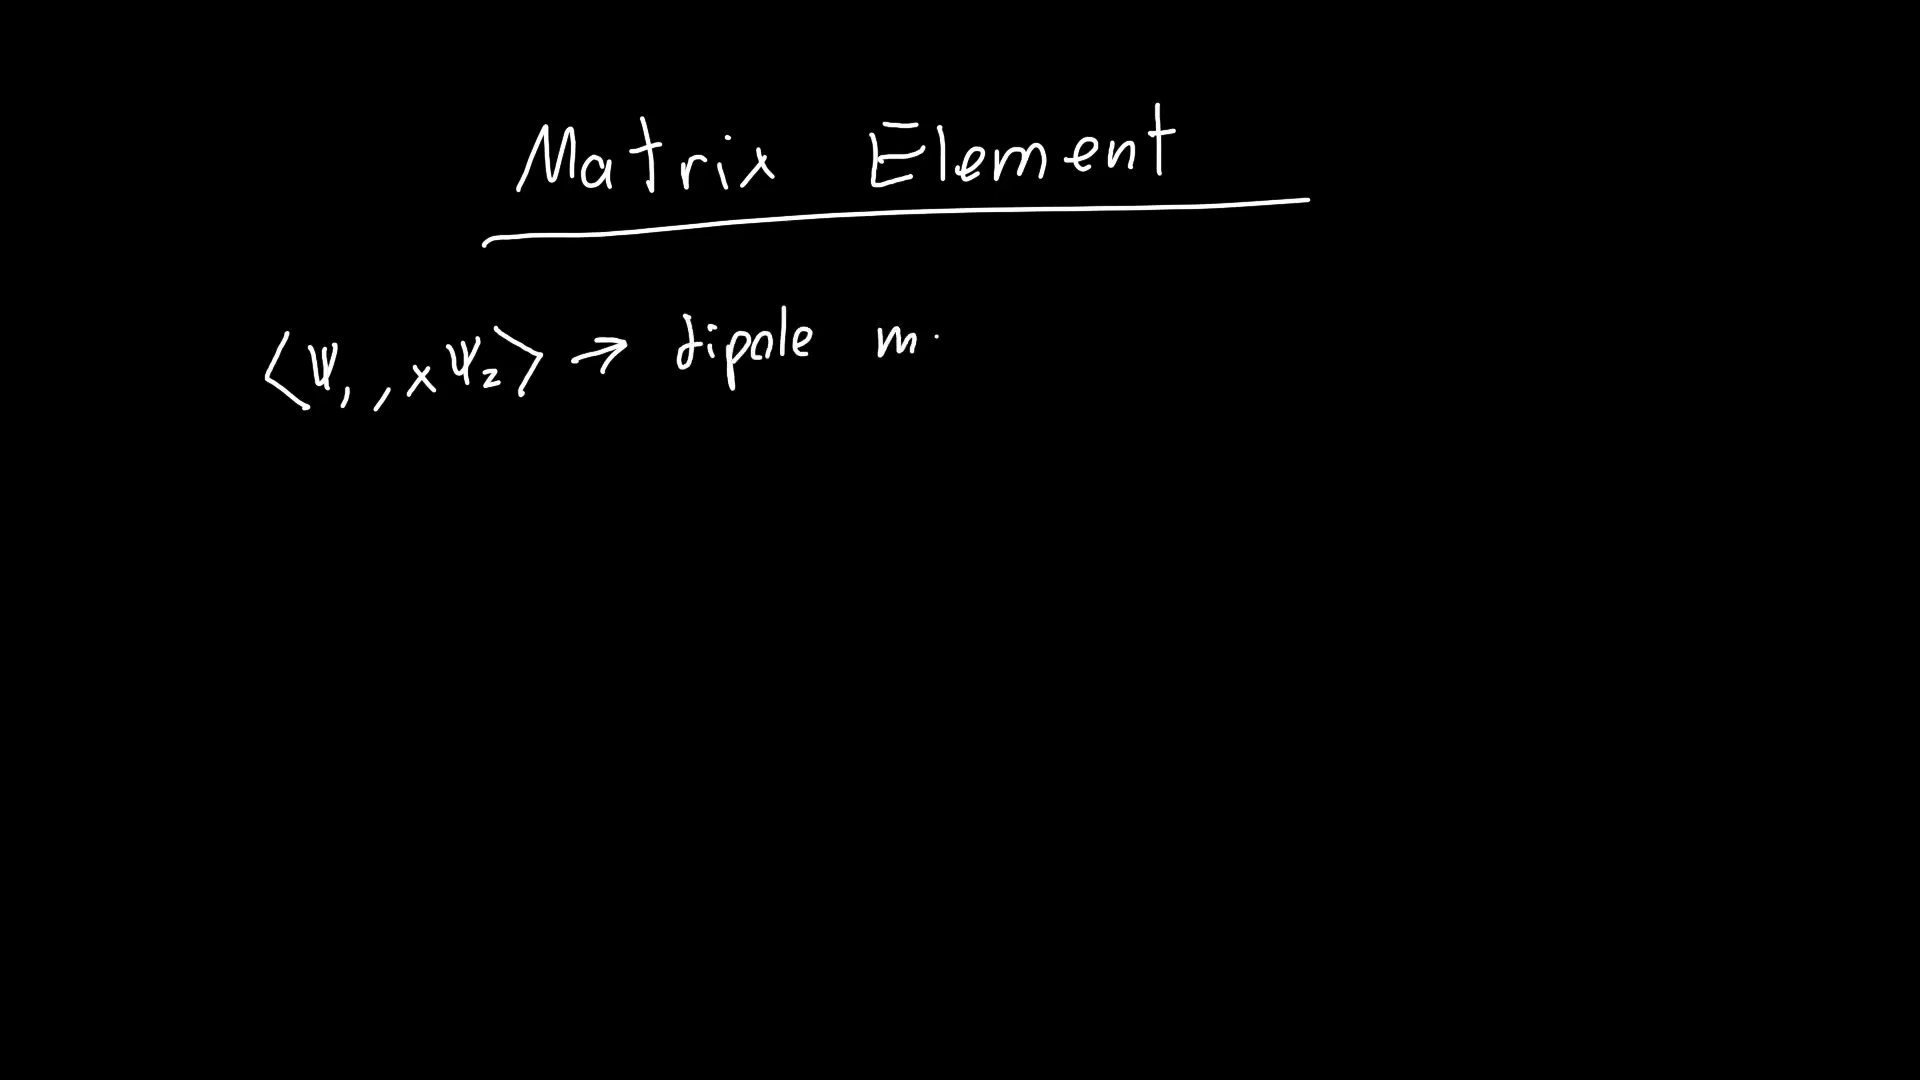 Matrix Element
⟨Ψ₁, xΨ₂⟩ → dipole m.